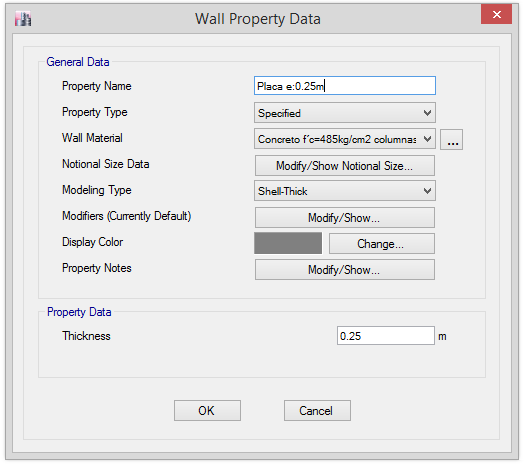 Wall Property Data
General Data
Property Name Placa e:0.25m
Property Type Specified
Wall Material Concreto f´c=485kg/cm2 columnas ...
Notional Size Data Modify/Show Notional Size...
Modeling Type Shell-Thick
Modifiers (Currently Default) Modify/Show...
Display Color Change...
Property Notes Modify/Show...
Property Data
Thickness 0.25 m
OK Cancel